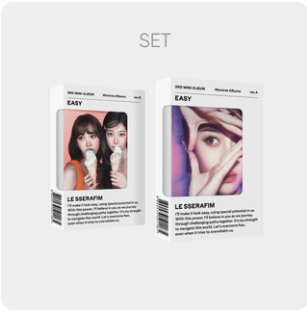 SET
3RD MINI ALBUM Weverse Albums ver.B
EASY
LE SSERAFIM
I'll make it look easy, using special potential in us.
With this power, I'll believe in you as we journey
through challenging paths together. It's my strength
to navigate this world. Let's overcome fear,
even when it tries to overwhelm us.
3RD MINI ALBUM Weverse Albums ver.A
EASY
LE SSERAFIM
I'll make it look easy, using special potential in us.
With this power, I'll believe in you as we journey
through challenging paths together. It's my strength
to navigate this world. Let's overcome fear,
even when it tries to overwhelm us.